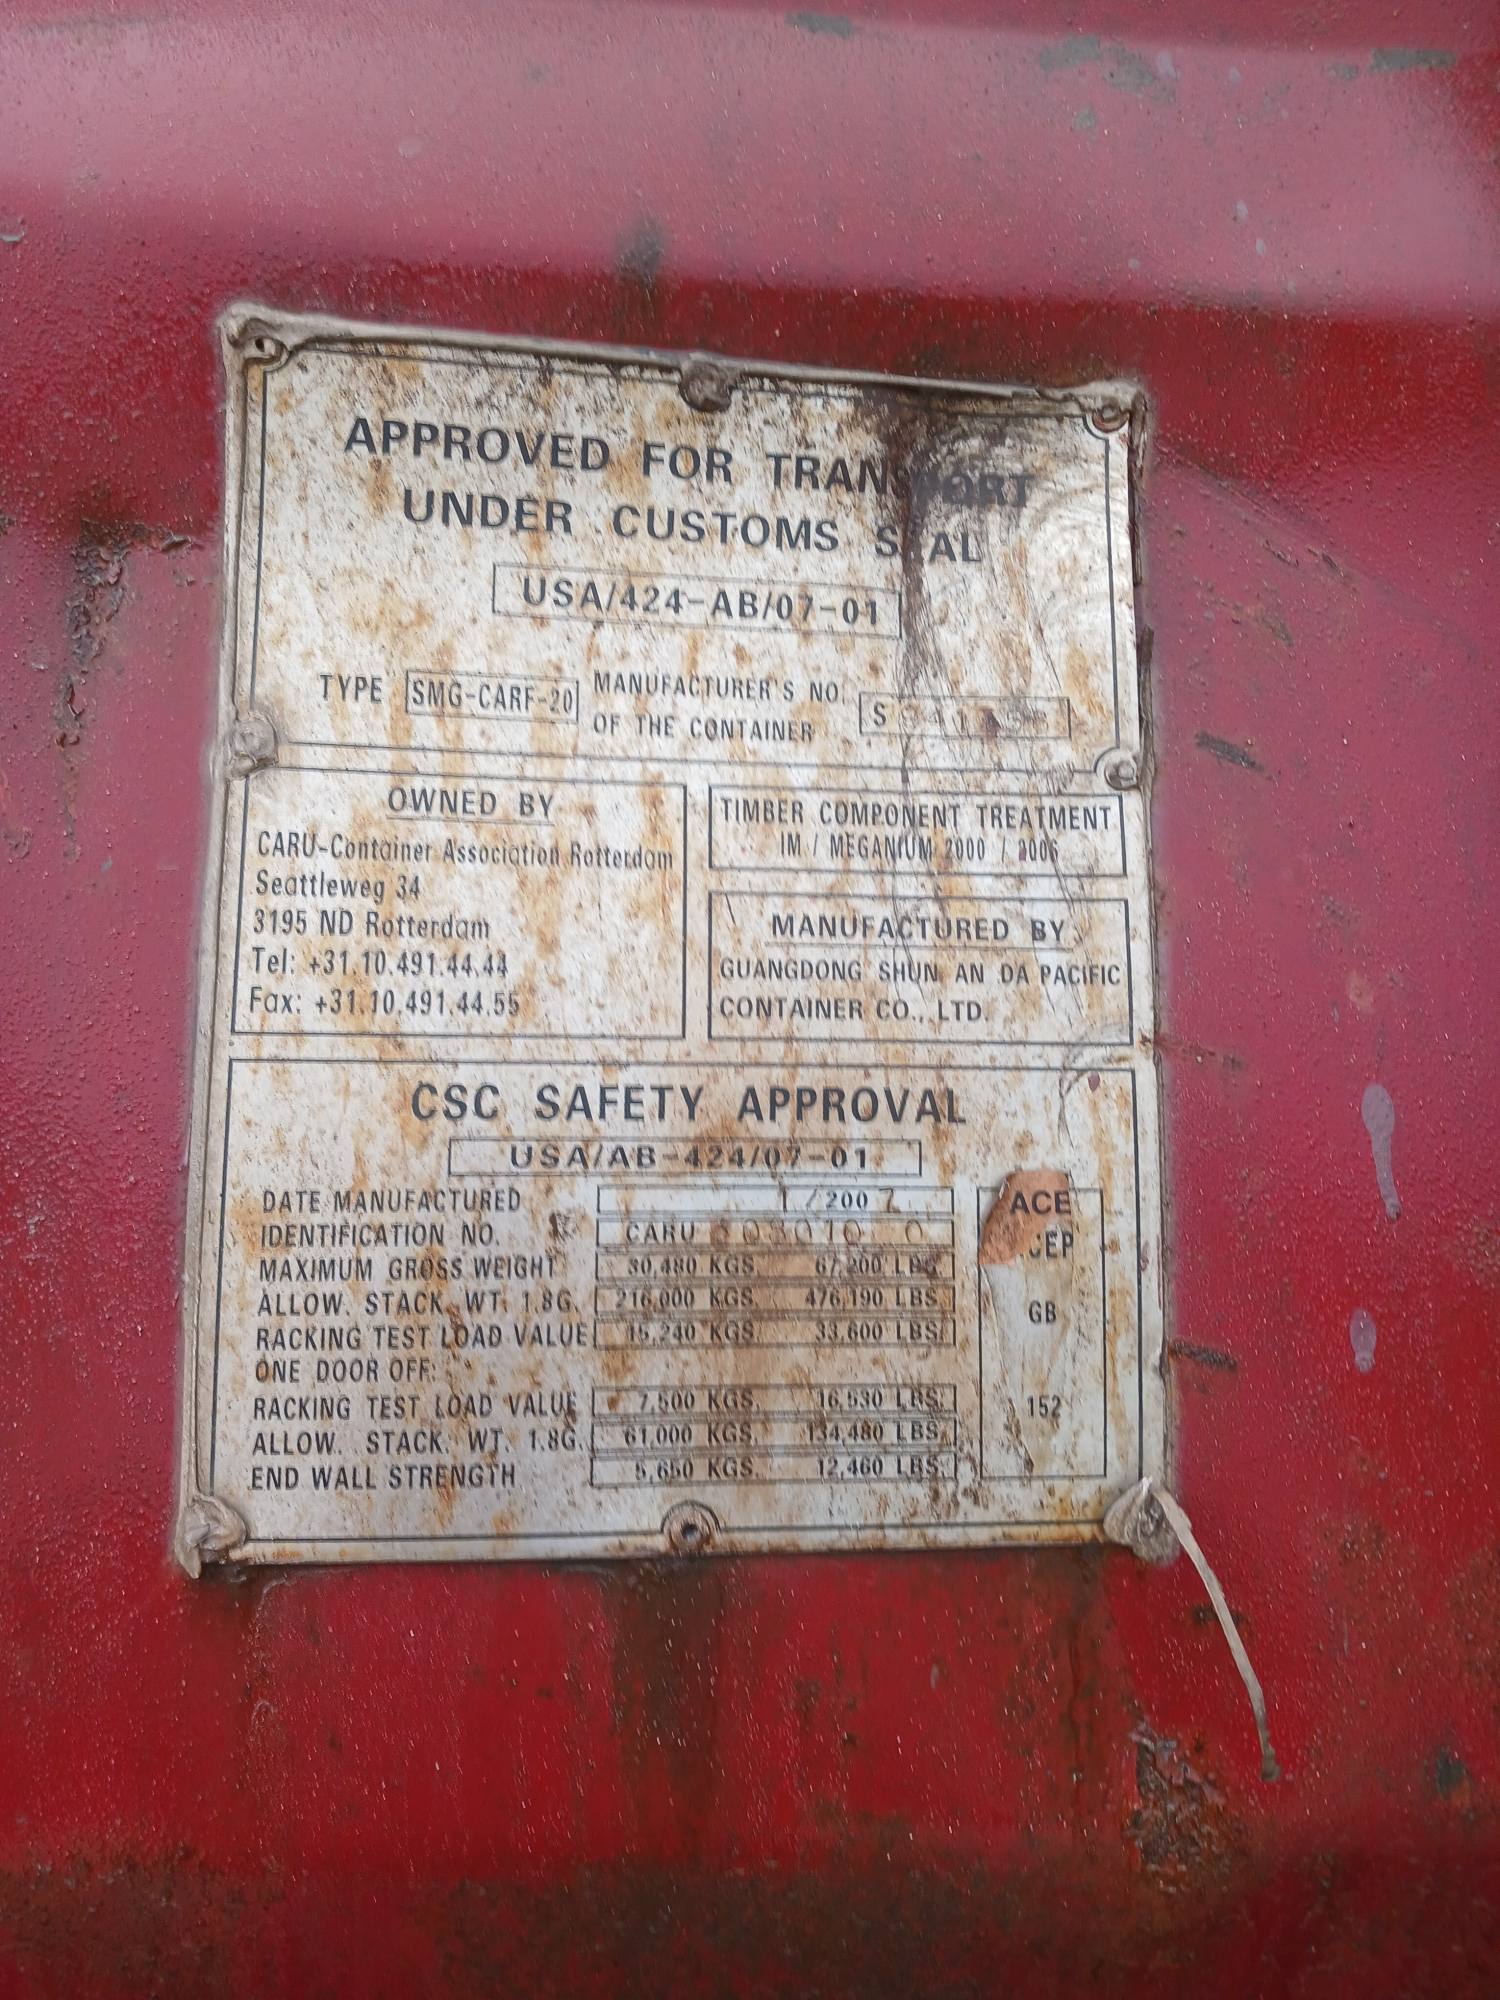 APPROVED FOR TRANSPORT
UNDER CUSTOMS SEAL
USA/424-AB/07-01
TYPE SMG-CARF-20 MANUFACTURER'S NO.
OF THE CONTAINER S
OWNED BY
CARU-Container Association Rotterdam
Seattleweg 34
3195 ND Rotterdam
Tel: +31.10.491.44.44
Fax: +31.10.491.44.55
TIMBER COMPONENT TREATMENT
IM / MEGANIUM 2000 / 2006
MANUFACTURED BY
GUANGDONG SHUN AN DA PACIFIC
CONTAINER CO., LTD.
CSC SAFETY APPROVAL
USA/AB-424/07-01
DATE MANUFACTURED 1/2007
IDENTIFICATION NO. CARU
MAXIMUM GROSS WEIGHT 30,480 KGS. 67,200 LBS
ALLOW. STACK. WT. 1.8G. 216,000 KGS. 476,190 LBS.
RACKING TEST LOAD VALUE 15,240 KGS. 33,600 LBS.
ONE DOOR OFF:
RACKING TEST LOAD VALUE 7,500 KGS. 16,530 LBS.
ALLOW. STACK. WT. 1.8G. 61,000 KGS. 134,480 LBS.
END WALL STRENGTH 5,650 KGS. 12,460 LBS.
ACE
GB
152